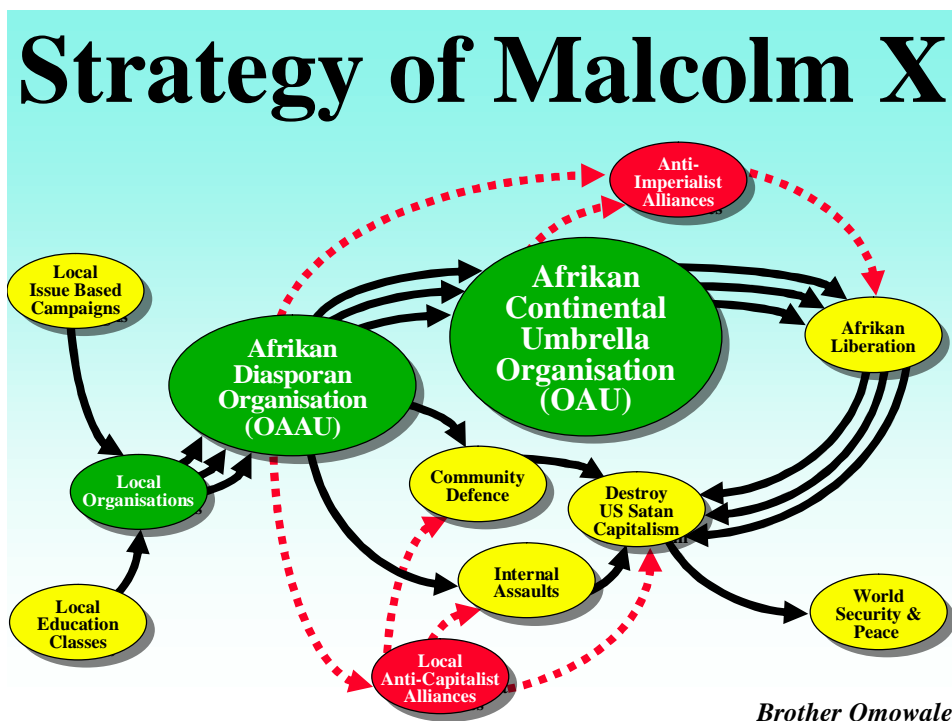 Strategy of Malcolm X
Anti-
Imperialist
Alliances
Local
Issue Based
Campaigns
Afrikan
Continental
Umbrella
Organisation
(OAU)
Afrikan
Liberation
Afrikan
Diasporan
Organisation
(OAAU)
Local
Organisations
Community
Defence
Destroy
US Satan
Capitalism
Internal
Assaults
Local
Education
Classes
World
Security &
Peace
Local
Anti-Capitalist
Alliances
Brother Omowale